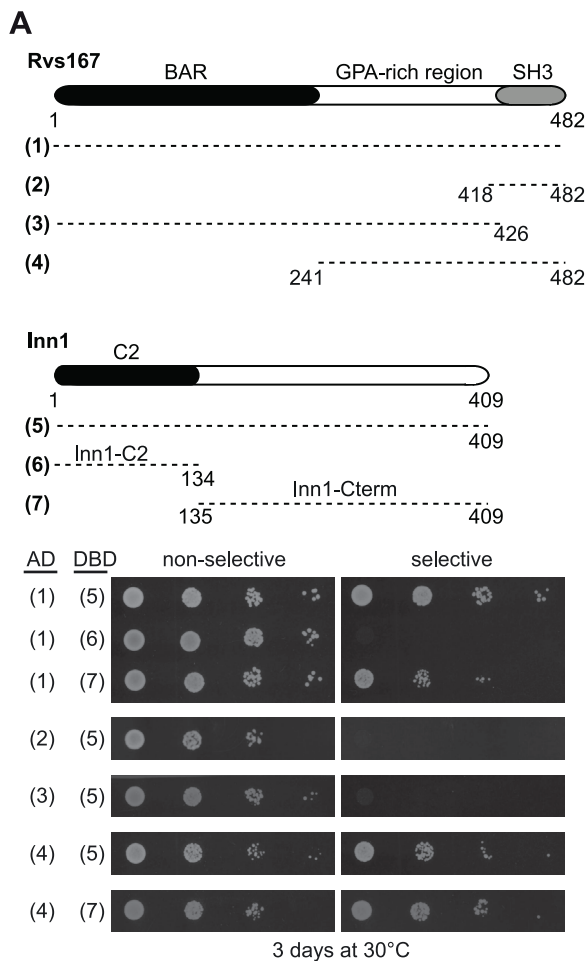 A
Rvs167
BAR GPA-rich region SH3
1 482
(1)
(2)
418 482
(3)
426
(4)
241 482
Inn1
C2
1 409
(5)
409
(6) Inn1-C2
134
(7) Inn1-Cterm
135 409
AD DBD non-selective selective
(1) (5)
(1) (6)
(1) (7)
(2) (5)
(3) (5)
(4) (5)
(4) (7)
3 days at 30°C